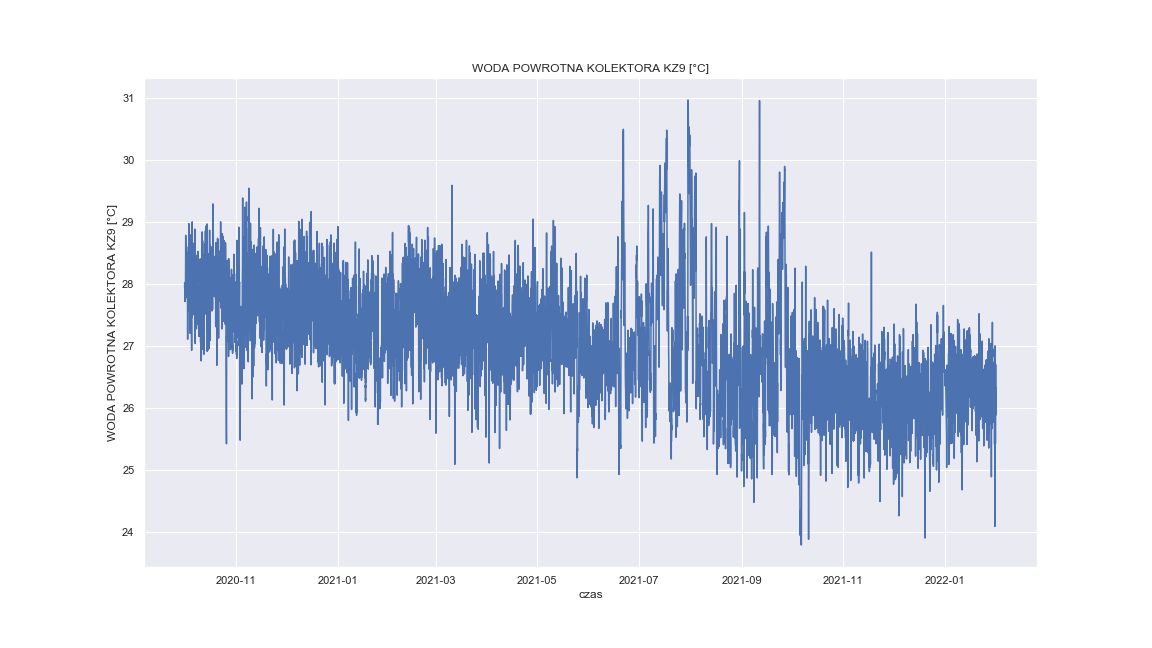 WODA POWROTNA KOLEKTORA KZ9 [°C]
WODA POWROTNA KOLEKTORA KZ9 [°C]
31
30
29
28
27
26
25
24
2020-11 2021-01 2021-03 2021-05 2021-07 2021-09 2021-11 2022-01
czas